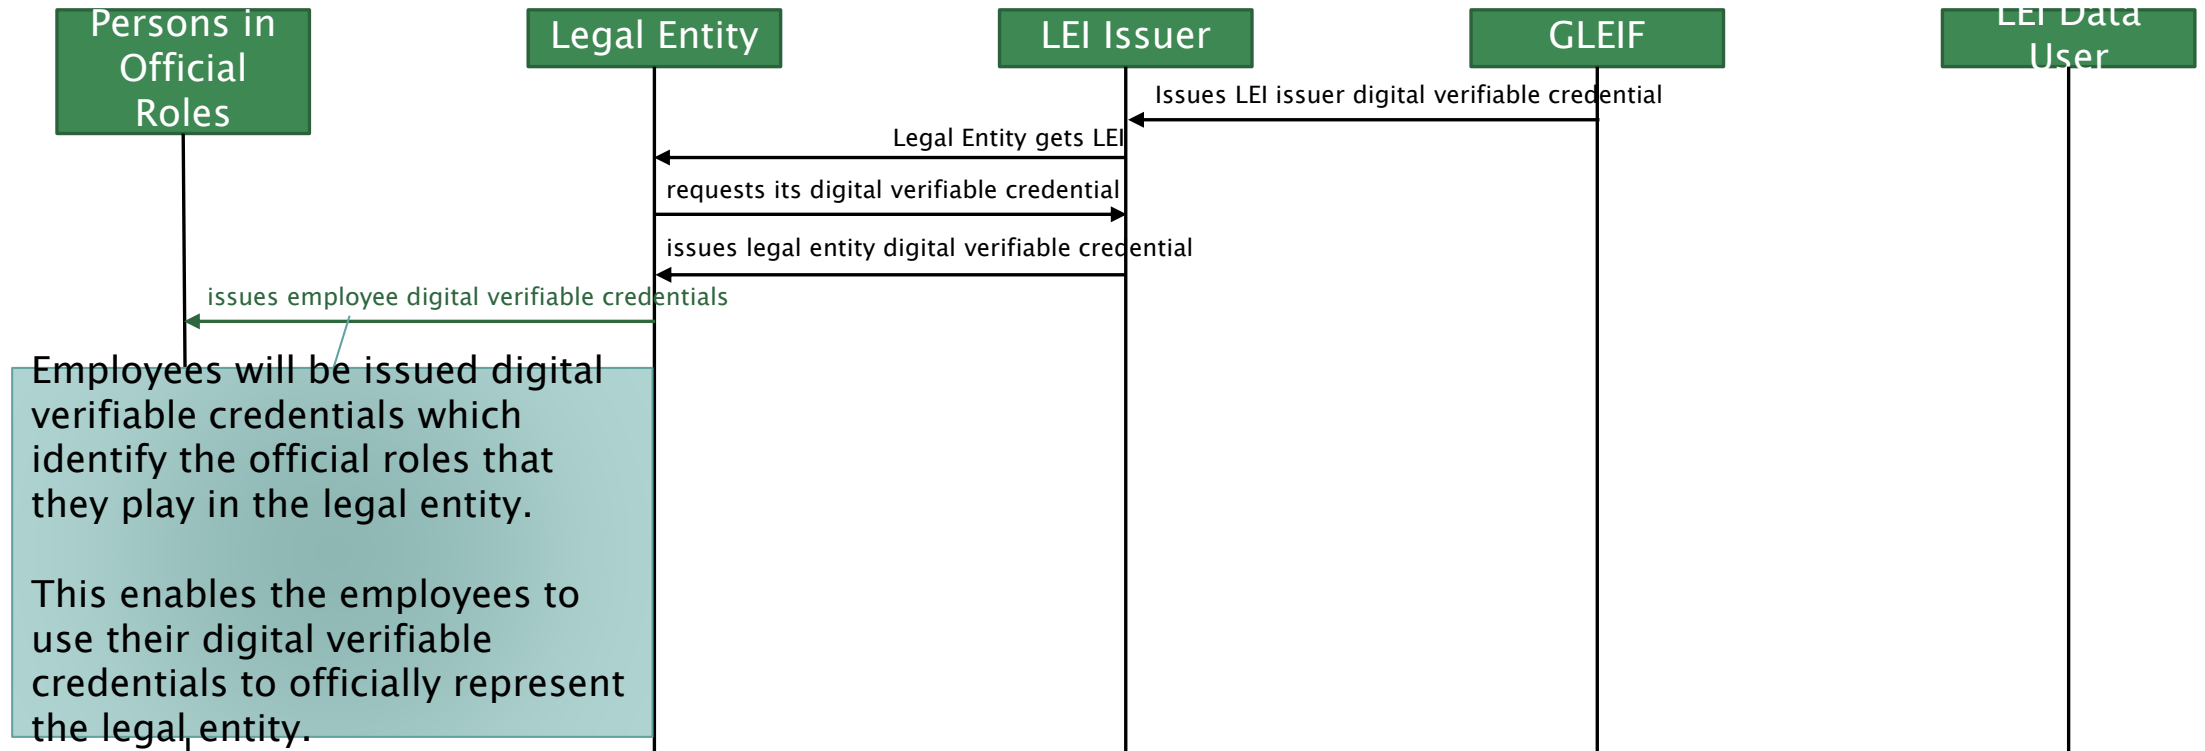 Persons in
Official
Roles
Legal Entity
LEI Issuer
GLEIF
LEI Data
User
Issues LEI issuer digital verifiable credential
Legal Entity gets LEI
requests its digital verifiable credential
issues legal entity digital verifiable credential
issues employee digital verifiable credentials
Employees will be issued digital
verifiable credentials which
identify the official roles that
they play in the legal entity.
This enables the employees to
use their digital verifiable
credentials to officially represent
the legal entity.